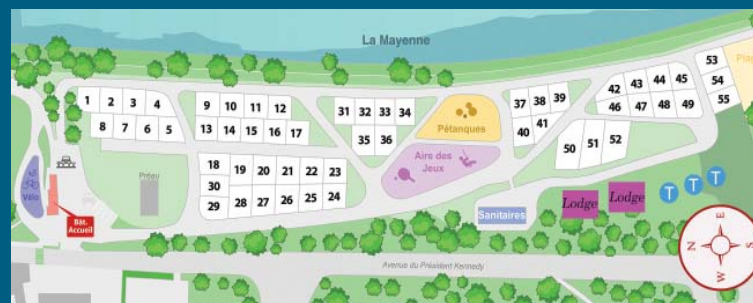 La Mayenne
53
54
55
42 43 44 45
46 47 48 49
37 38 39
40 41
50 51 52
1 2 3 4
8 7 6 5
9 10 11 12
13 14 15 16 17
31 32 33 34
35 36
Pétanques
Aire des
Jeux
18 19 20 21 22 23
30
29 28 27 26 25 24
Préau
Vélo
Bât.
Accueil
Sanitaires
Lodge
Lodge
T T T
Avenue du Président Kennedy
N E S W